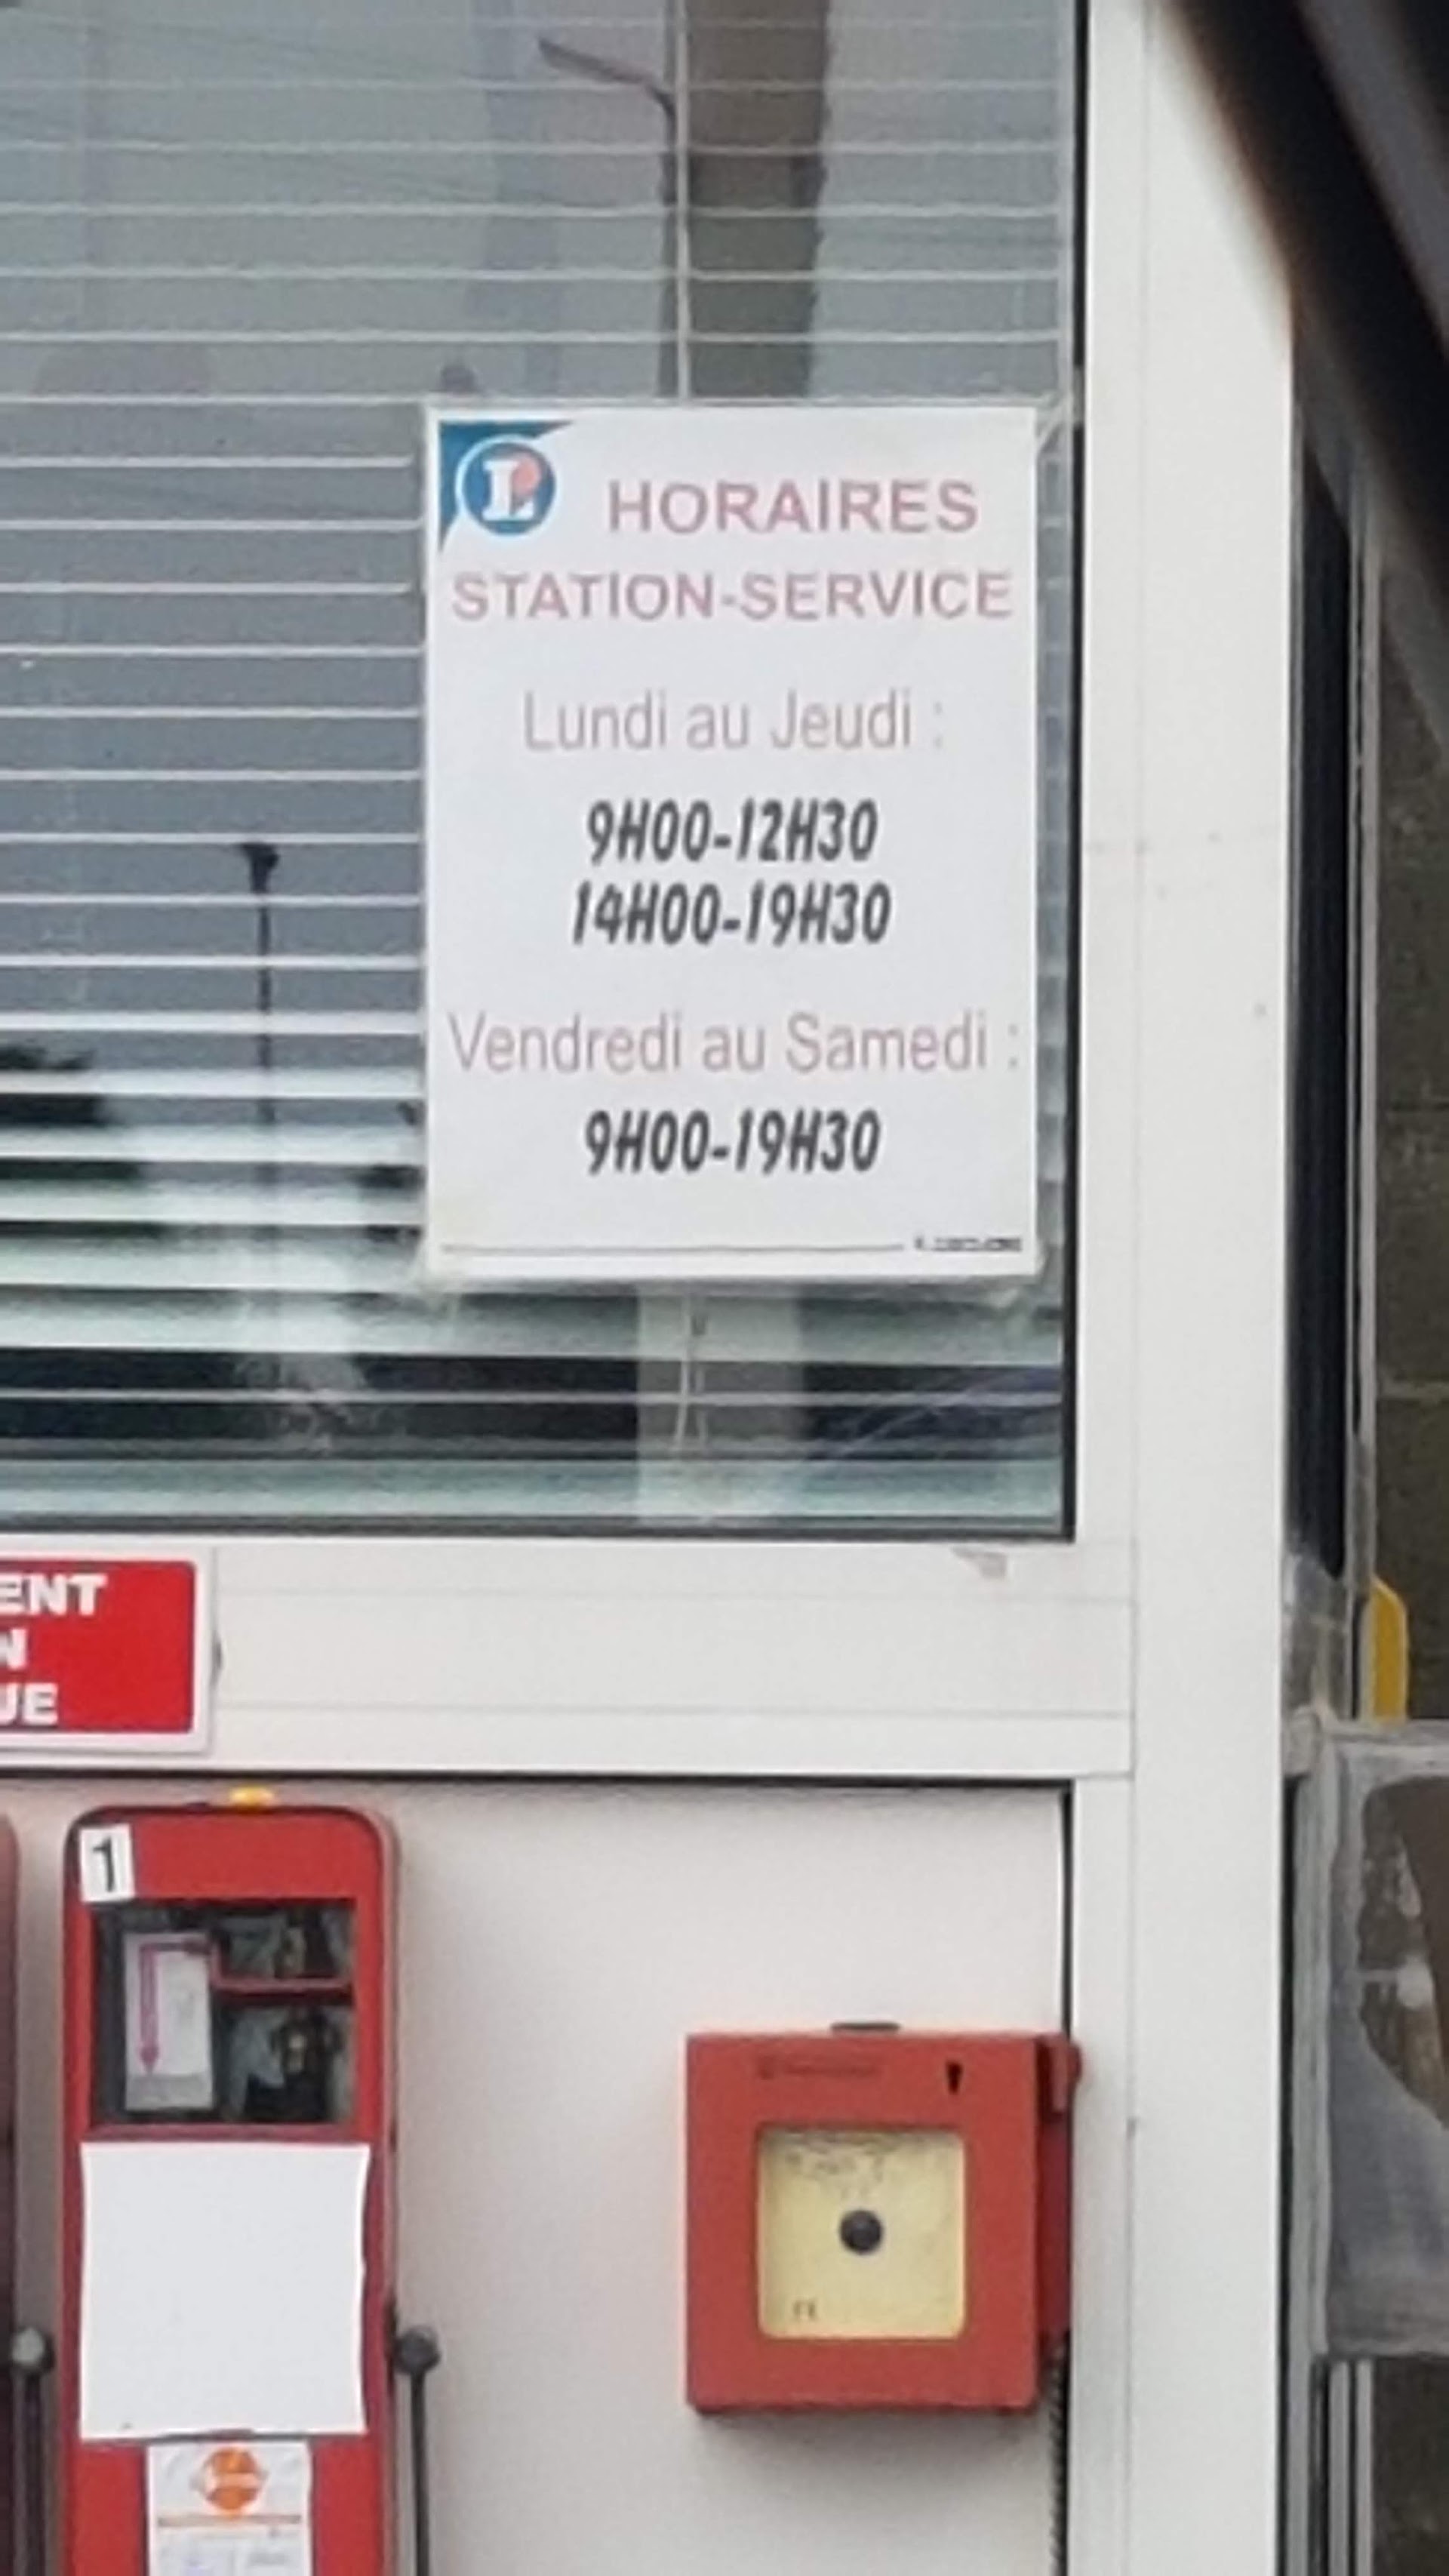 L
HORAIRES
STATION-SERVICE
Lundi au Jeudi :
9H00-12H30
14H00-19H30
Vendredi au Samedi :
9H00-19H30
ENT
N
UE
1